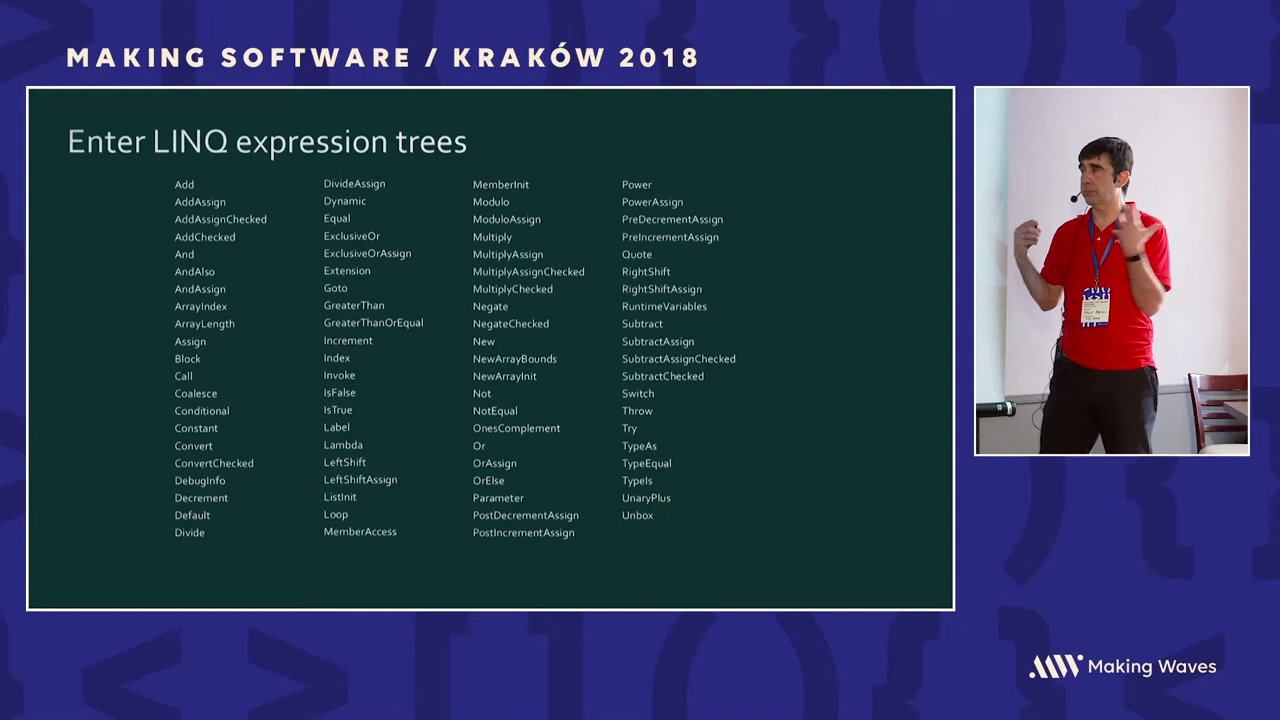 MAKING SOFTWARE / KRAKÓW 2018
Enter LINQ expression trees
Add
AddAssign
AddAssignChecked
AddChecked
And
AndAlso
AndAssign
ArrayIndex
ArrayLength
Assign
Block
Call
Coalesce
Conditional
Constant
Convert
ConvertChecked
DebugInfo
Decrement
Default
Divide
DivideAssign
Dynamic
Equal
ExclusiveOr
ExclusiveOrAssign
Extension
Goto
GreaterThan
GreaterThanOrEqual
Increment
Index
Invoke
IsFalse
IsTrue
Label
Lambda
LeftShift
LeftShiftAssign
ListInit
Loop
MemberAccess
MemberInit
Modulo
ModuloAssign
Multiply
MultiplyAssign
MultiplyAssignChecked
MultiplyChecked
Negate
NegateChecked
New
NewArrayBounds
NewArrayInit
Not
NotEqual
OnesComplement
Or
OrAssign
OrElse
Parameter
PostDecrementAssign
PostIncrementAssign
Power
PowerAssign
PreDecrementAssign
PreIncrementAssign
Quote
RightShift
RightShiftAssign
RuntimeVariables
Subtract
SubtractAssign
SubtractAssignChecked
SubtractChecked
Switch
Throw
Try
TypeAs
TypeEqual
TypeIs
UnaryPlus
Unbox
Making Waves